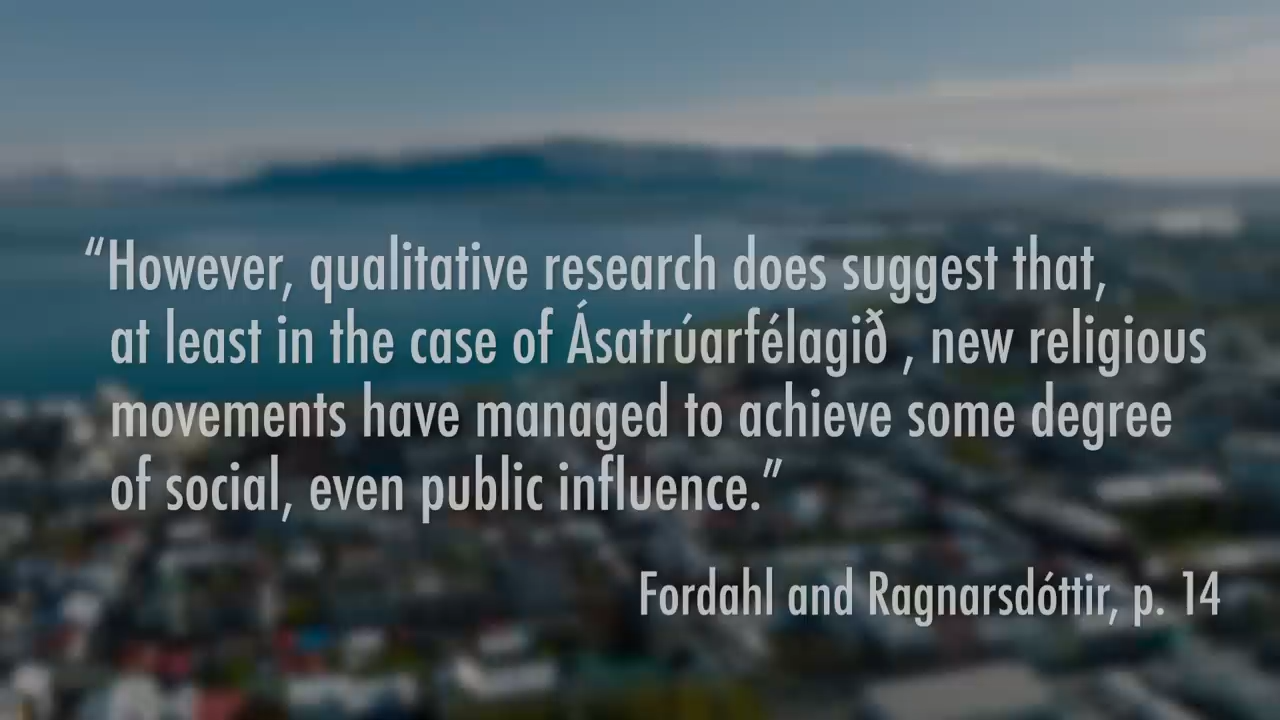 “However, qualitative research does suggest that,
at least in the case of Ásatrúarfélagið , new religious
movements have managed to achieve some degree
of social, even public influence.”
Fordahl and Ragnarsdóttir, p. 14